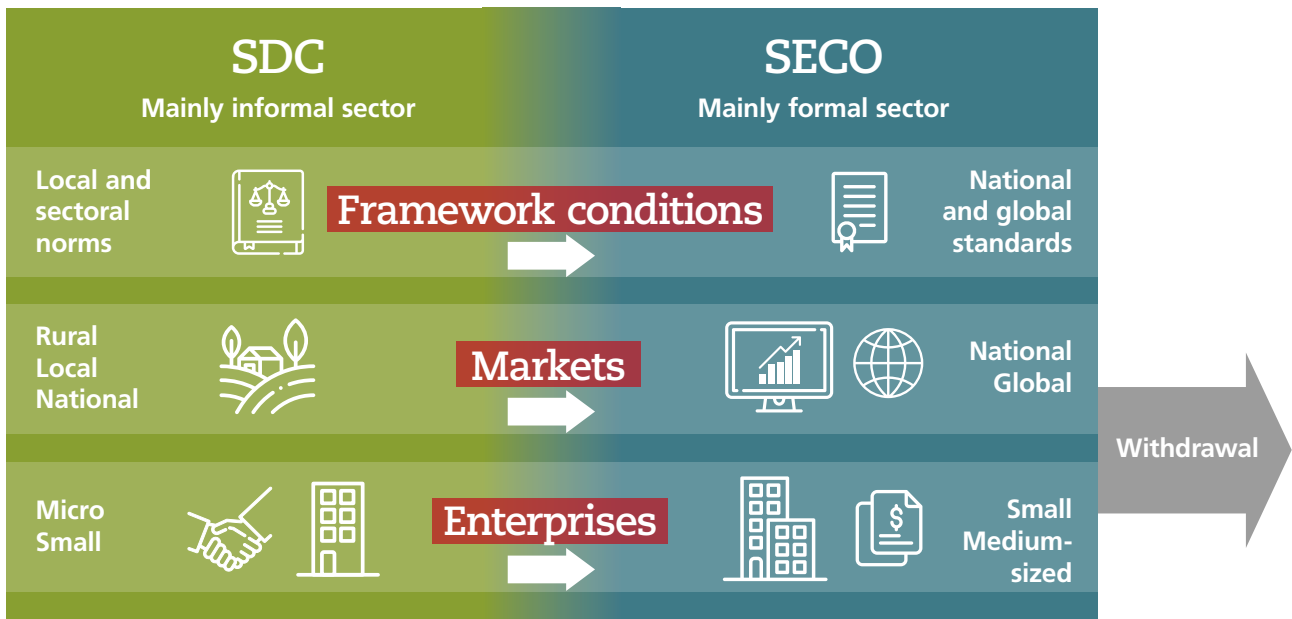 SDC
Mainly informal sector
SECO
Mainly formal sector
Local and
sectoral
norms
Framework conditions
National
and global
standards
Rural
Local
National
Markets
National
Global
Micro
Small
Enterprises
$
Small
Medium-
sized
Withdrawal